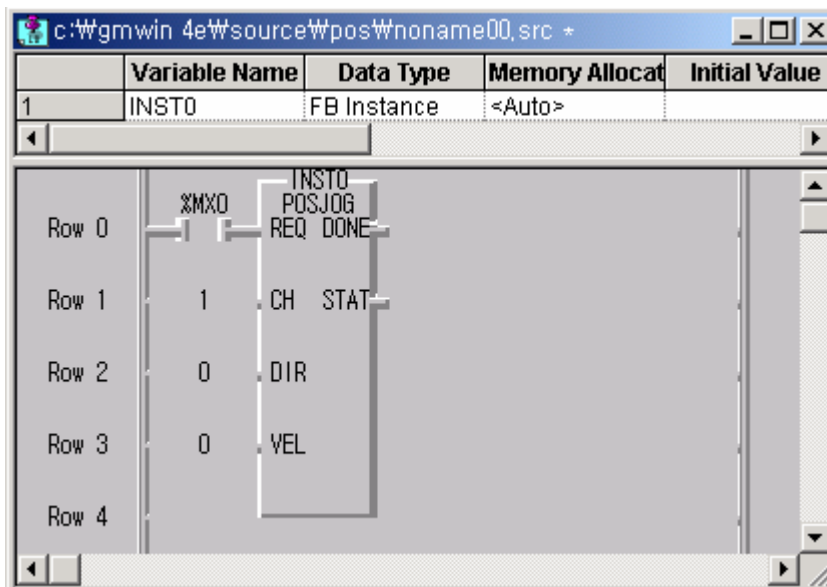 c:₩gmwin 4e₩source₩pos₩noname00.src *
Variable Name Data Type Memory Allocat Initial Value
1 INST0 FB Instance <Auto>
INST0
%MX0 POSJOG
Row 0 REQ DONE
Row 1 1 CH STAT
Row 2 0 DIR
Row 3 0 VEL
Row 4